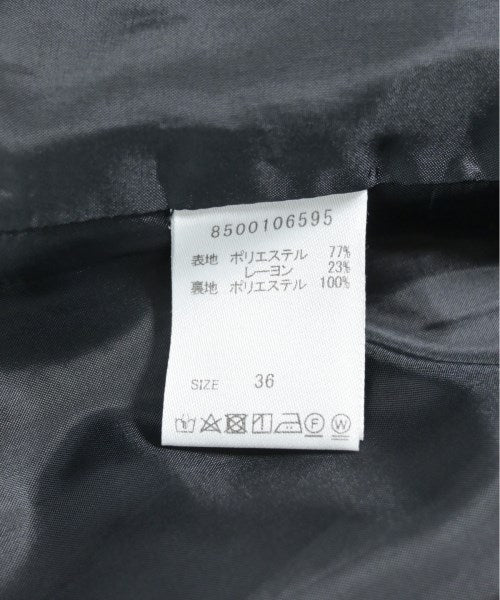 8500106595
表地 ポリエステル 77%
レーヨン 23%
裏地 ポリエステル 100%
SIZE 36
F W